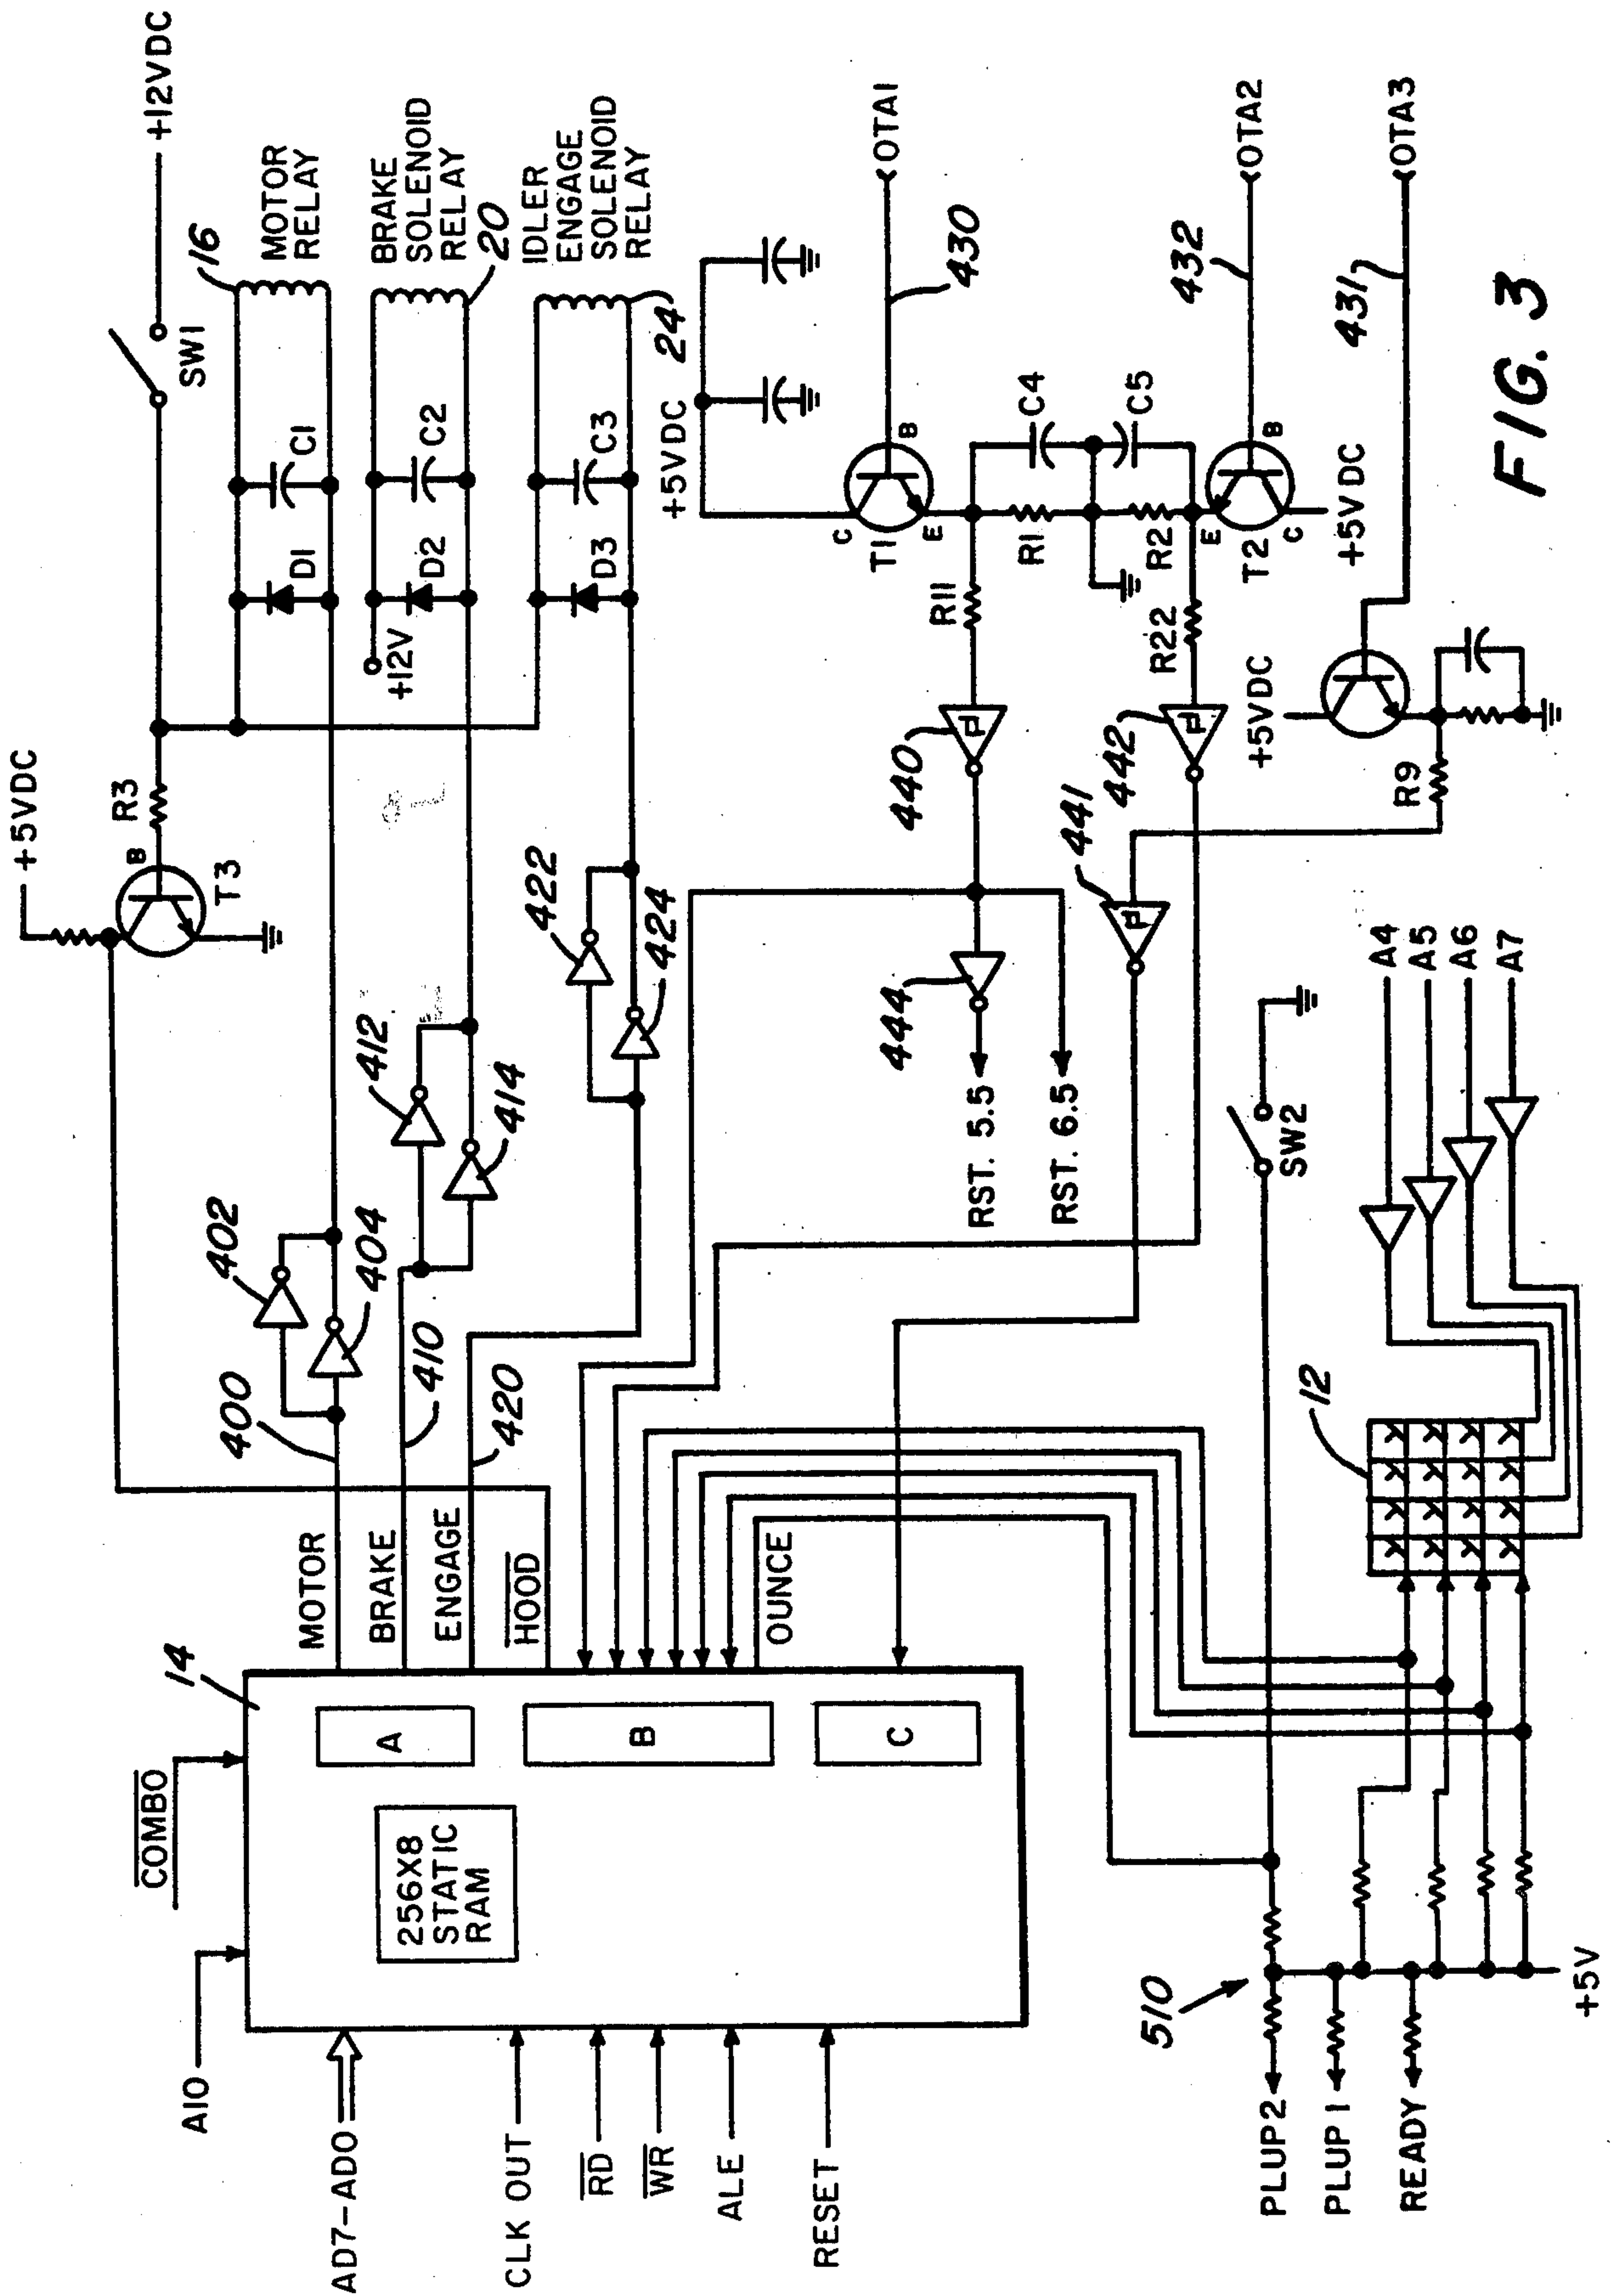 +5VDC
+12VDC
R3
B
T3
SW1
16
MOTOR
RELAY
D1
C1
BRAKE
SOLENOID
RELAY
20
+12V
D2
C2
IDLER
ENGAGE
SOLENOID
RELAY
24
D3
C3
402
404
400
412
414
410
422
424
420
COMBO
A10
14
AD7-AD0
CLK OUT
RD
WR
ALE
RESET
256X8
STATIC
RAM
A
B
C
MOTOR
BRAKE
ENGAGE
HOOD
OUNCE
+5VDC
C
B
E
T1
430
OTA1
R11
R1
C4
R2
C5
R22
E
B
C
T2
+5VDC
432
OTA2
431
OTA3
440
442
441
444
RST. 5.5
RST. 6.5
+5VDC
R9
SW2
A4
A5
A6
A7
12
510
PLUP2
PLUP1
READY
+5V
FIG. 3